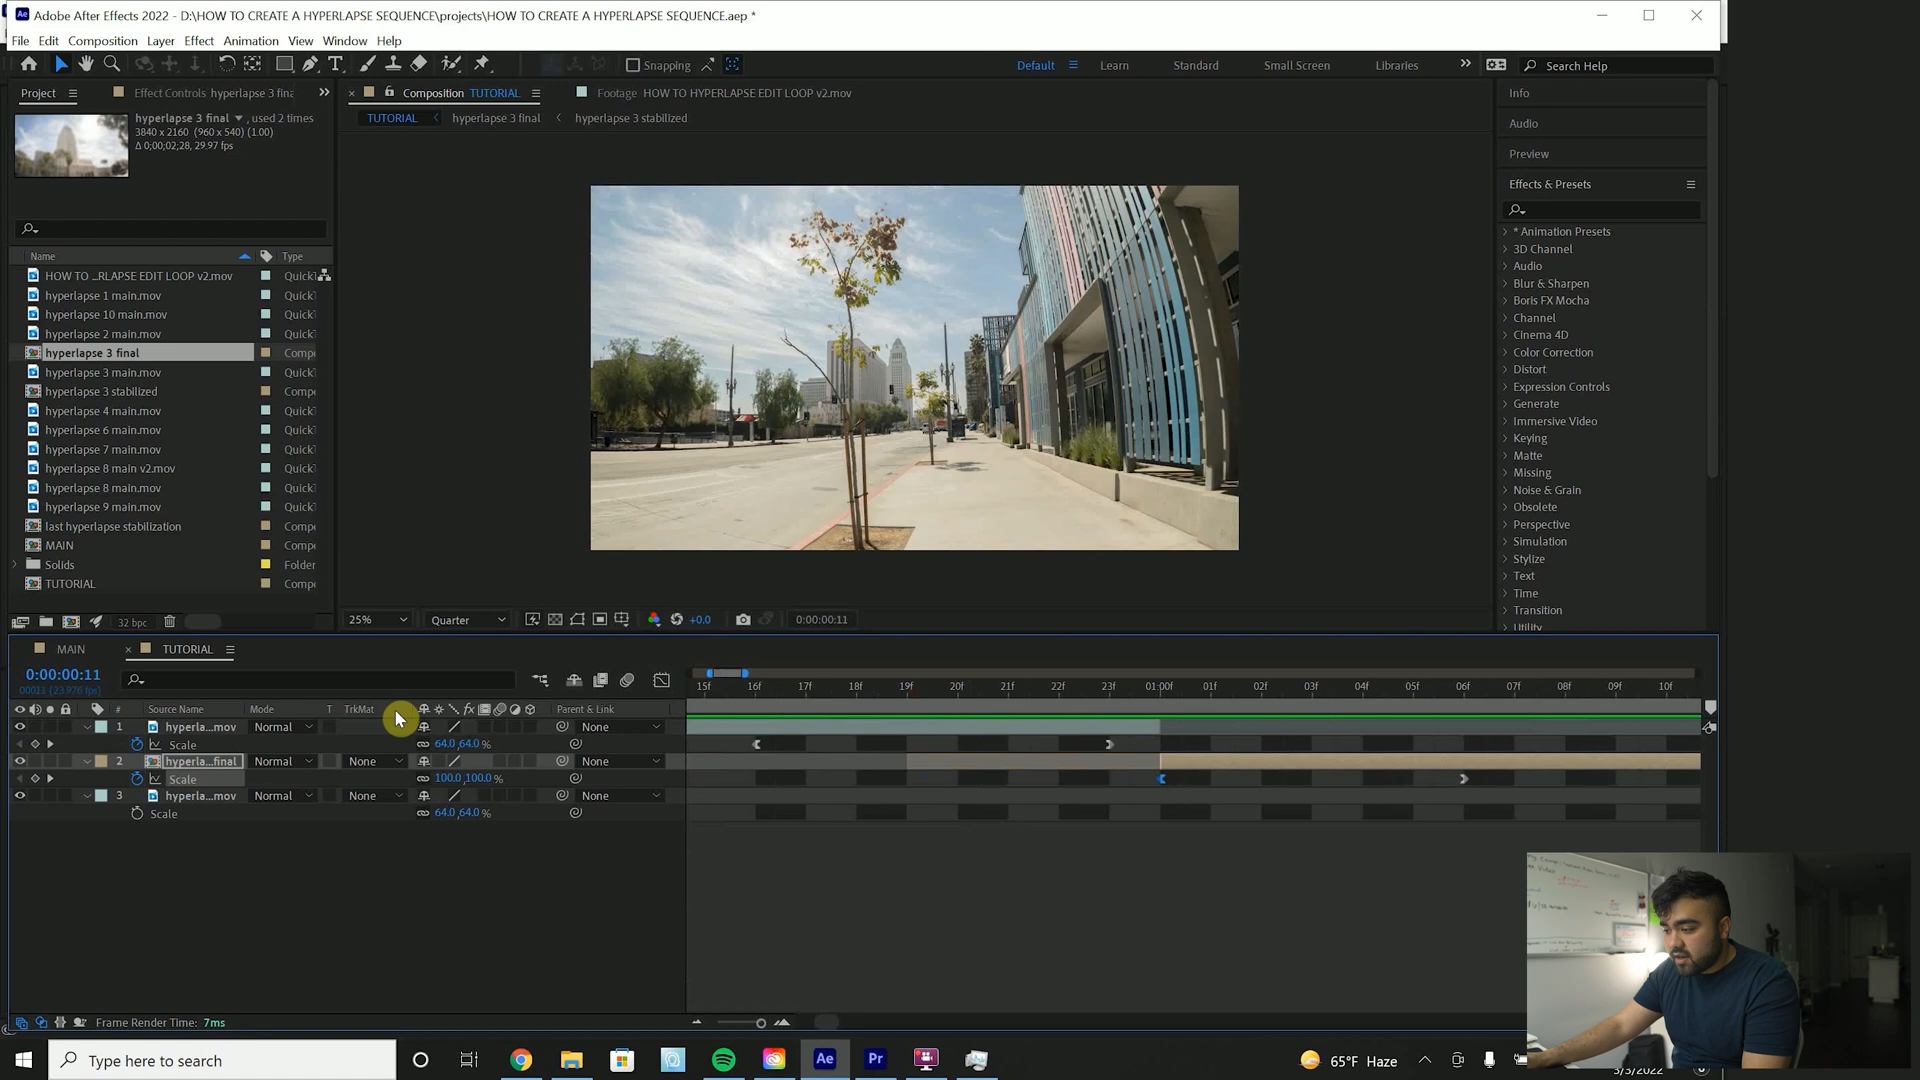 Adobe After Effects 2022 - D:\HOW TO CREATE A HYPERLAPSE SEQUENCE\projects\HOW TO CREATE A HYPERLAPSE SEQUENCE.aep *
File Edit Composition Layer Effect Animation View Window Help
Snapping Default Learn Standard Small Screen Libraries Search Help
Project Effect Controls hyperlapse 3 fina
Composition TUTORIAL Footage HOW TO HYPERLAPSE EDIT LOOP v2.mov
TUTORIAL hyperlapse 3 final hyperlapse 3 stabilized
hyperlapse 3 final , used 2 times
3840 x 2160 (960 x 540) (1.00)
Δ 0;00;02;28, 29.97 fps
Name Type
HOW TO ...RLAPSE EDIT LOOP v2.mov QuickT
hyperlapse 1 main.mov QuickT
hyperlapse 10 main.mov QuickT
hyperlapse 2 main.mov QuickT
hyperlapse 3 final Compo
hyperlapse 3 main.mov QuickT
hyperlapse 3 stabilized Compo
hyperlapse 4 main.mov QuickT
hyperlapse 6 main.mov QuickT
hyperlapse 7 main.mov QuickT
hyperlapse 8 main v2.mov QuickT
hyperlapse 8 main.mov QuickT
hyperlapse 9 main.mov QuickT
last hyperlapse stabilization Compo
MAIN Compo
Solids Folder
TUTORIAL Compo
32 bpc
25% Quarter +0.0 0:00:00:11
Info
Audio
Preview
Effects & Presets
* Animation Presets
3D Channel
Audio
Blur & Sharpen
Boris FX Mocha
Channel
Cinema 4D
Color Correction
Distort
Expression Controls
Generate
Immersive Video
Keying
Matte
Missing
Noise & Grain
Obsolete
Perspective
Simulation
Stylize
Text
Time
Transition
Utility
MAIN TUTORIAL
0:00:00:11
00011 (23.976 fps)
15f 16f 17f 18f 19f 20f 21f 22f 23f 01:00f 01f 02f 03f 04f 05f 06f 07f 08f 09f 10f
# Source Name Mode T TrkMat Parent & Link
1 hyperla...mov Normal None
Scale 64.0,64.0%
2 hyperla...final Normal None None
Scale 100.0,100.0%
3 hyperla...mov Normal None None
Scale 64.0,64.0%
Frame Render Time: 7ms
Type here to search Ae Pr 65°F Haze
3/3/2022